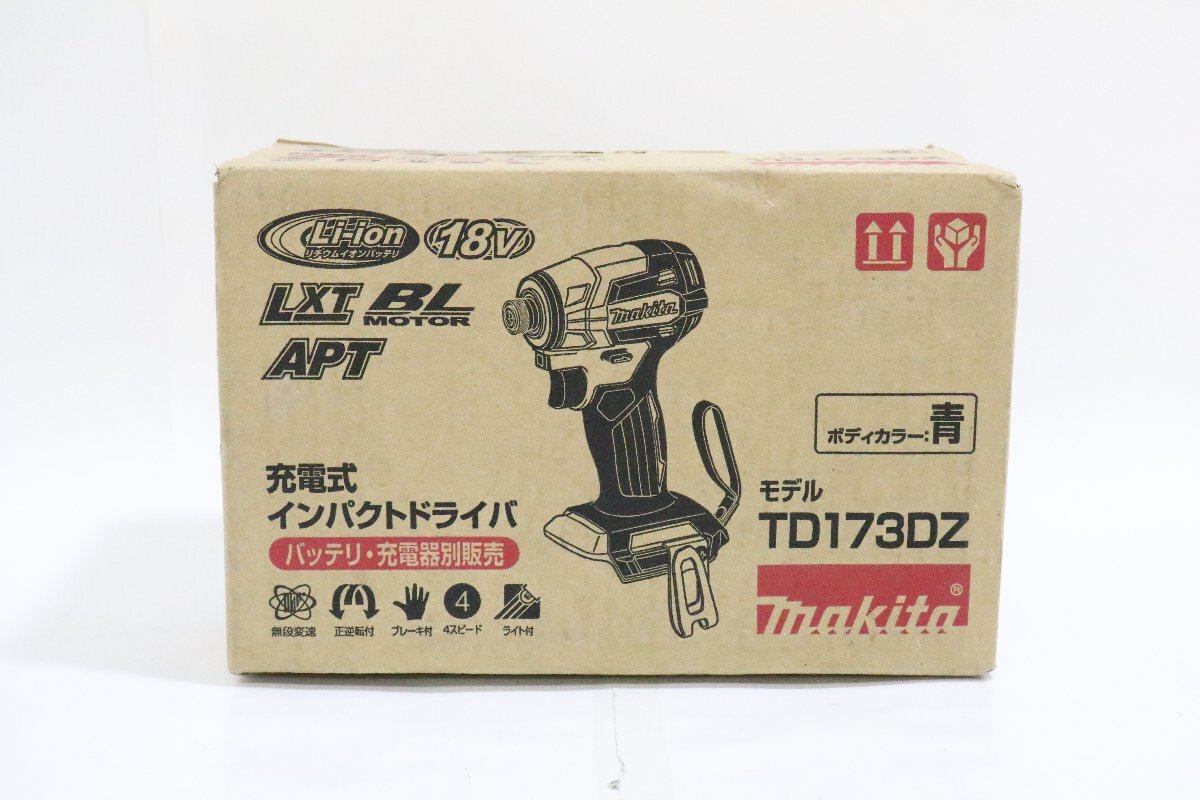 Li-ion
リチウムイオンバッテリ
18V
LXT BL
MOTOR
APT
makita
ボディカラー:青
充電式
インパクトドライバ
バッテリ・充電器別販売
モデル
TD173DZ
makita®
無段変速 正逆転付 ブレーキ付 4 4スピード ライト付